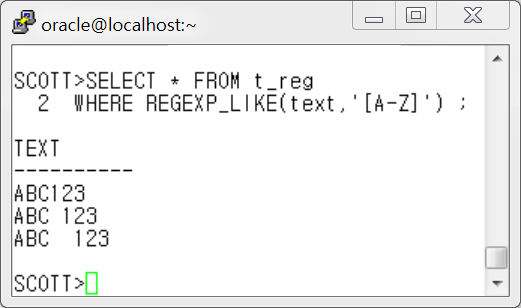 oracle@localhost:~
SCOTT>SELECT * FROM t_reg
  2  WHERE REGEXP_LIKE(text,'[A-Z]') ;
TEXT
----------
ABC123
ABC 123
ABC  123
SCOTT>